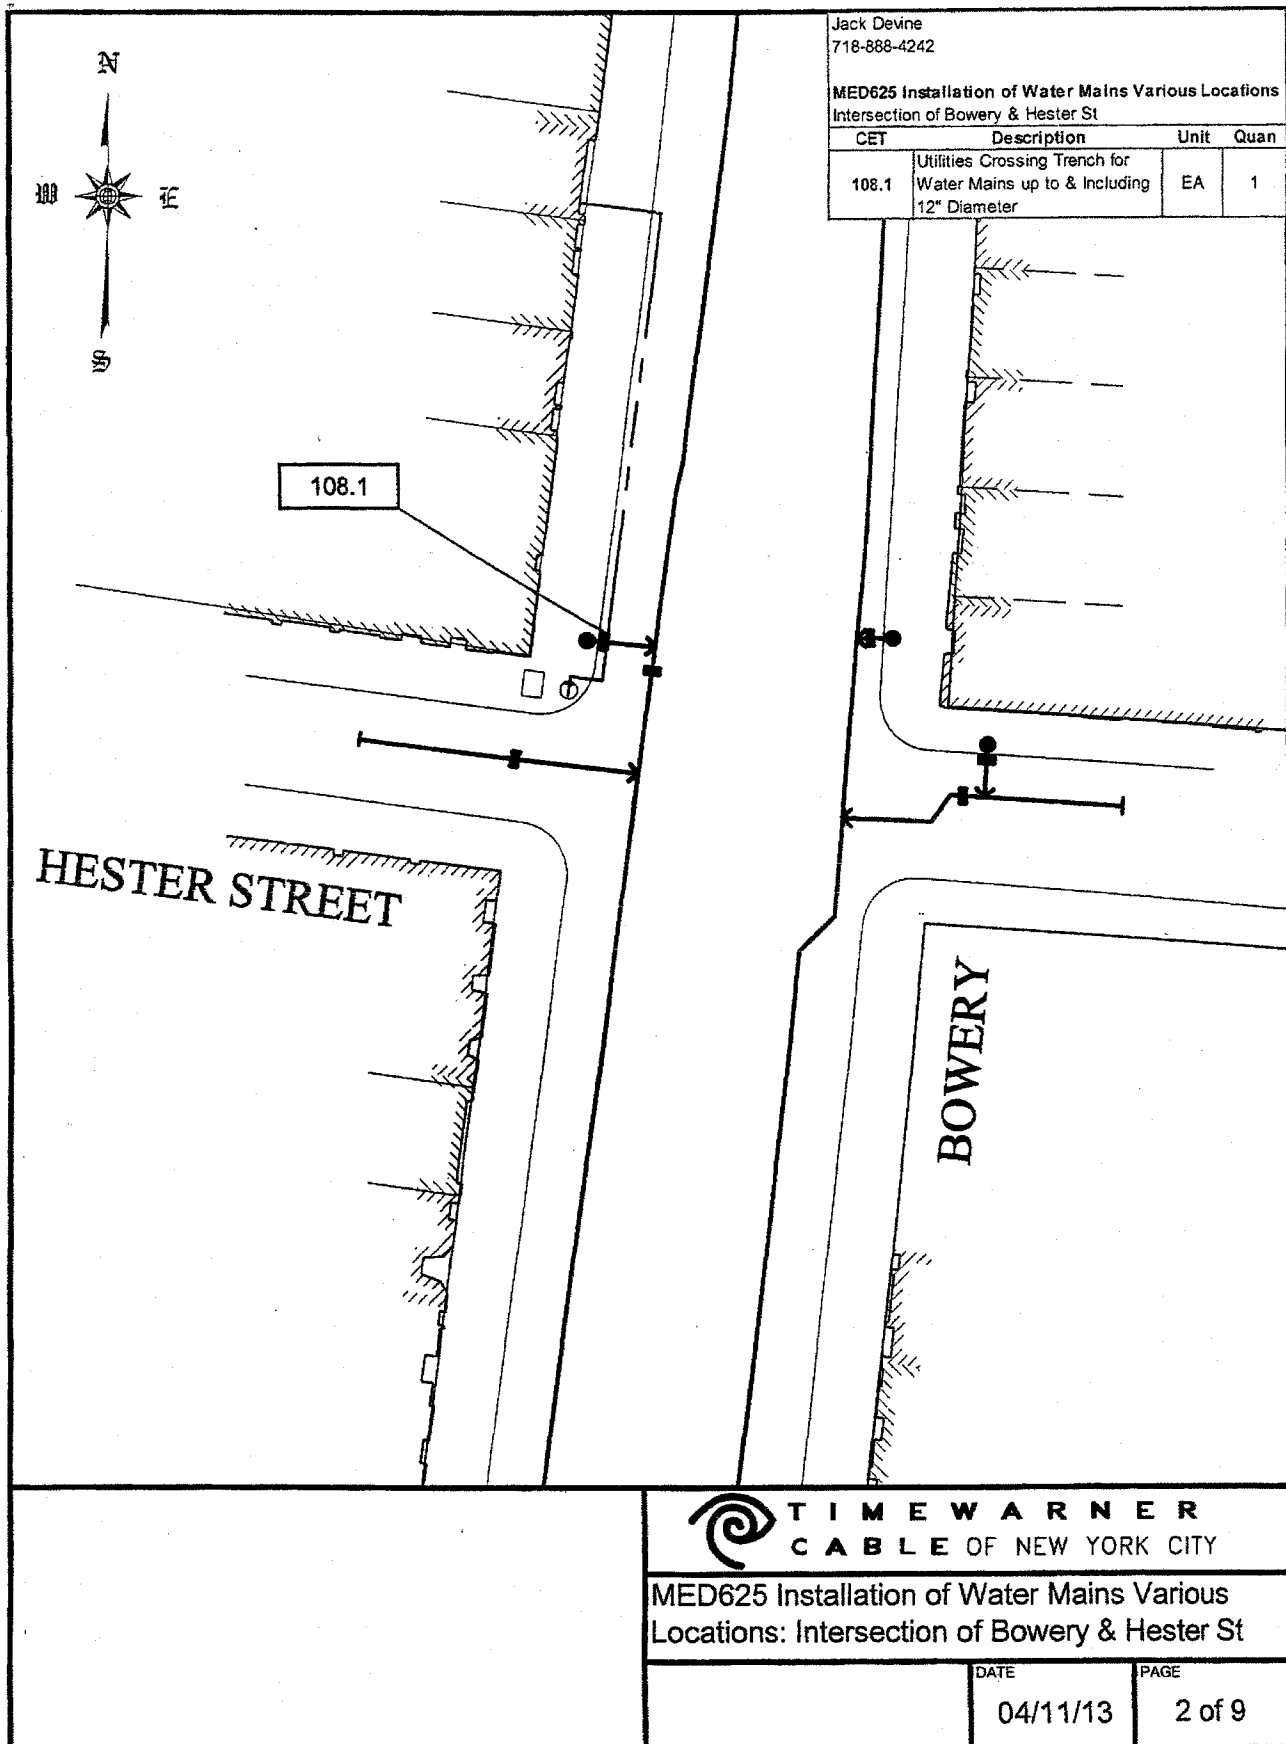 Jack Devine
718-888-4242
MED625 Installation of Water Mains Various Locations
Intersection of Bowery & Hester St
CET Description Unit Quan
108.1 Utilities Crossing Trench for Water Mains up to & Including 12" Diameter EA 1
N
W E
S
108.1
HESTER STREET
BOWERY
TIMEWARNER
CABLE OF NEW YORK CITY
MED625 Installation of Water Mains Various
Locations: Intersection of Bowery & Hester St
DATE PAGE
04/11/13 2 of 9